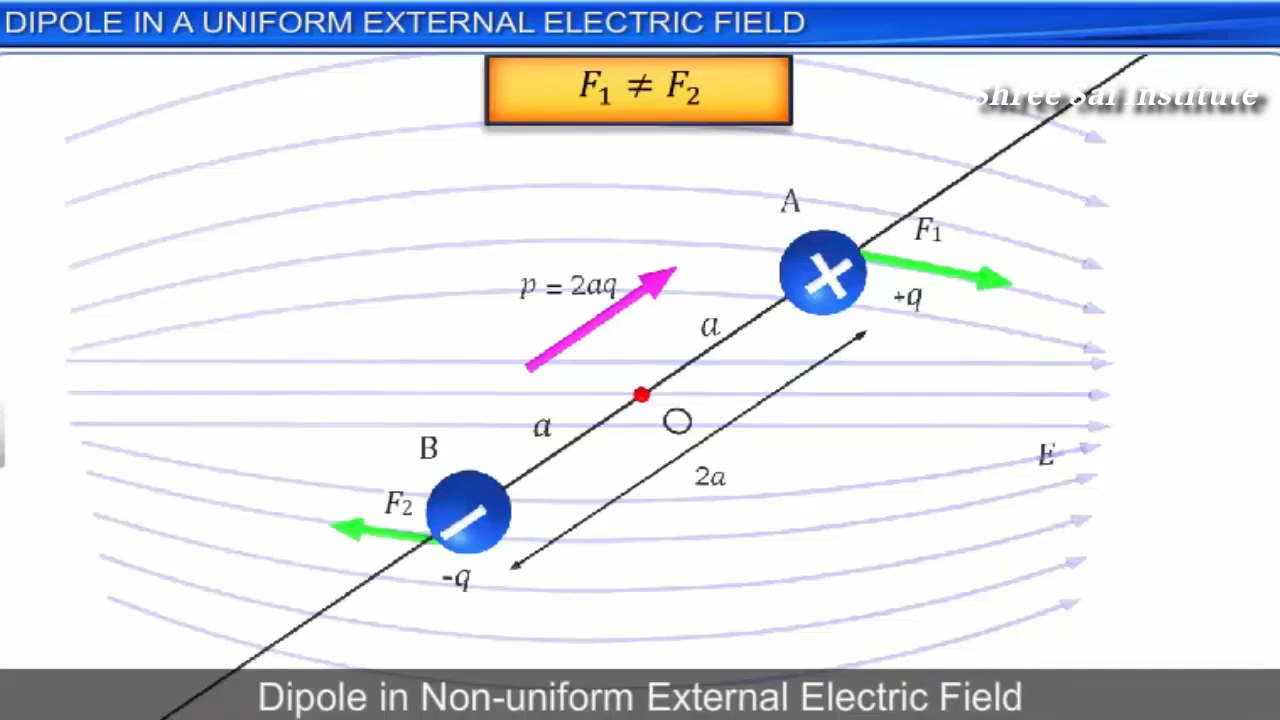 DIPOLE IN A UNIFORM EXTERNAL ELECTRIC FIELD
F₁ ≠ F₂
Shree Sai Institute
A
F₁
p = 2aq
+q
a
O
a
B
E
2a
F₂
-q
Dipole in Non-uniform External Electric Field